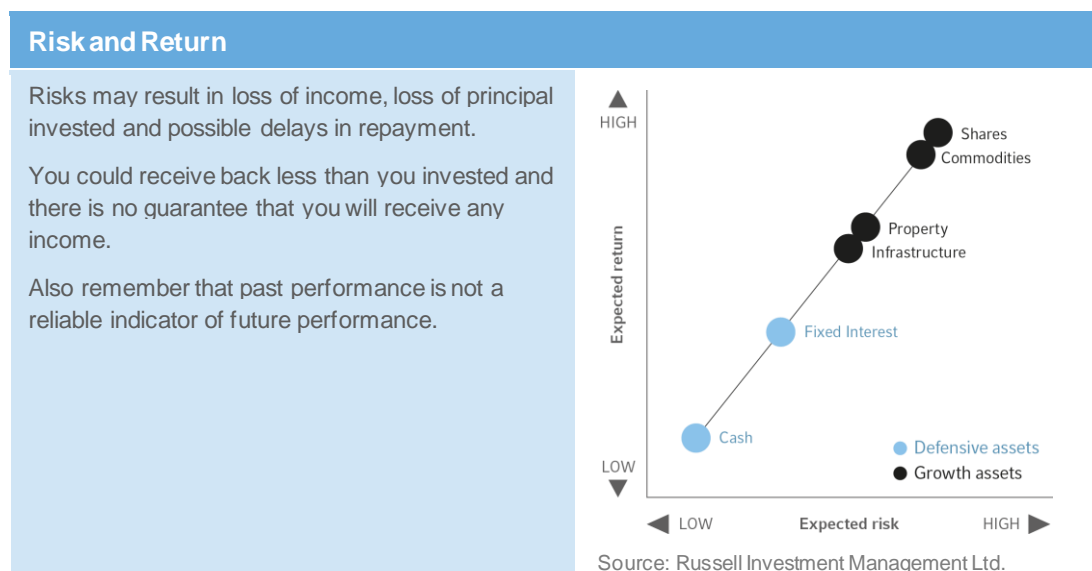 Risk and Return
Risks may result in loss of income, loss of principal
invested and possible delays in repayment.
You could receive back less than you invested and
there is no guarantee that you will receive any
income.
Also remember that past performance is not a
reliable indicator of future performance.
HIGH
Shares
Commodities
Property
Infrastructure
Expected return
Fixed Interest
Cash
Defensive assets
LOW
Growth assets
LOW
Expected risk
HIGH
Source: Russell Investment Management Ltd.